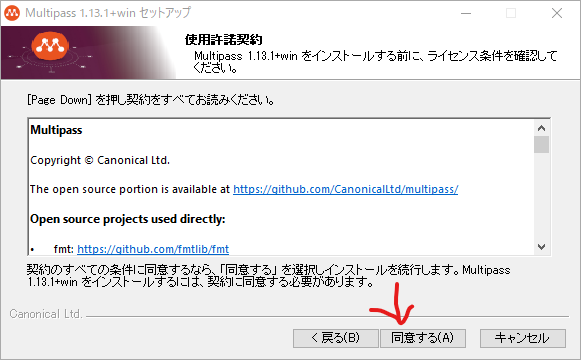 Multipass 1.13.1+win セットアップ
使用許諾契約
Multipass 1.13.1+win をインストールする前に、ライセンス条件を確認して
ください。
[Page Down] を押し契約をすべてお読みください。
Multipass
Copyright © Canonical Ltd.
The open source portion is available at https://github.com/CanonicalLtd/multipass/
Open source projects used directly:
• fmt: https://github.com/fmtlib/fmt
契約のすべての条件に同意するなら、「同意する」 を選択しインストールを続行します。Multipass
1.13.1+win をインストールするには、契約に同意する必要があります。
Canonical Ltd.
< 戻る(B)
同意する(A)
キャンセル